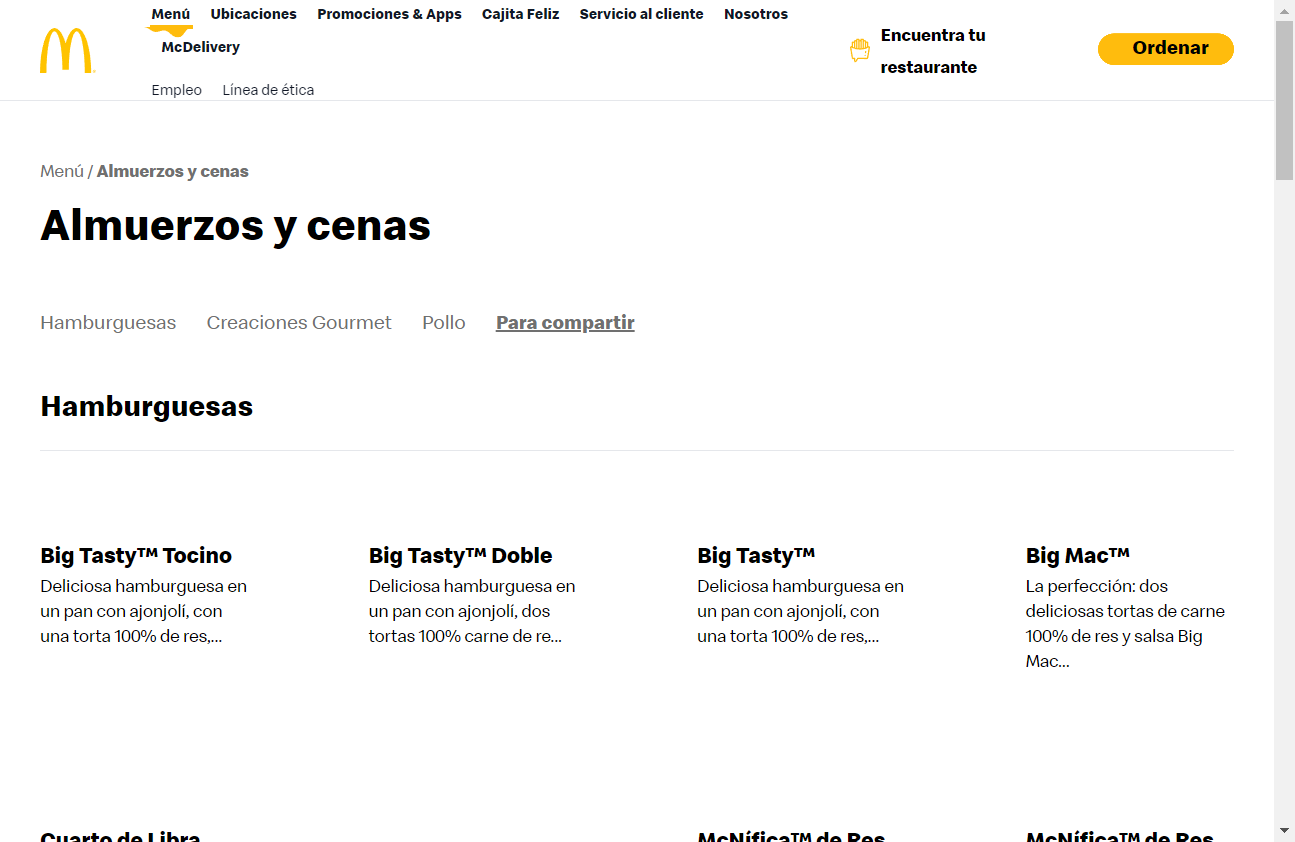 Menú Ubicaciones Promociones & Apps Cajita Feliz Servicio al cliente Nosotros
McDelivery
Empleo Línea de ética
Encuentra tu
restaurante
Ordenar
Menú / Almuerzos y cenas
Almuerzos y cenas
Hamburguesas Creaciones Gourmet Pollo Para compartir
Hamburguesas
Big Tasty™ Tocino
Deliciosa hamburguesa en
un pan con ajonjolí, con
una torta 100% de res,...
Big Tasty™ Doble
Deliciosa hamburguesa en
un pan con ajonjolí, dos
tortas 100% carne de re...
Big Tasty™
Deliciosa hamburguesa en
un pan con ajonjolí, con
una torta 100% de res,...
Big Mac™
La perfección: dos
deliciosas tortas de carne
100% de res y salsa Big
Mac...
Cuarto de Libra
McNífica™ de Res
McNífica™ de Res